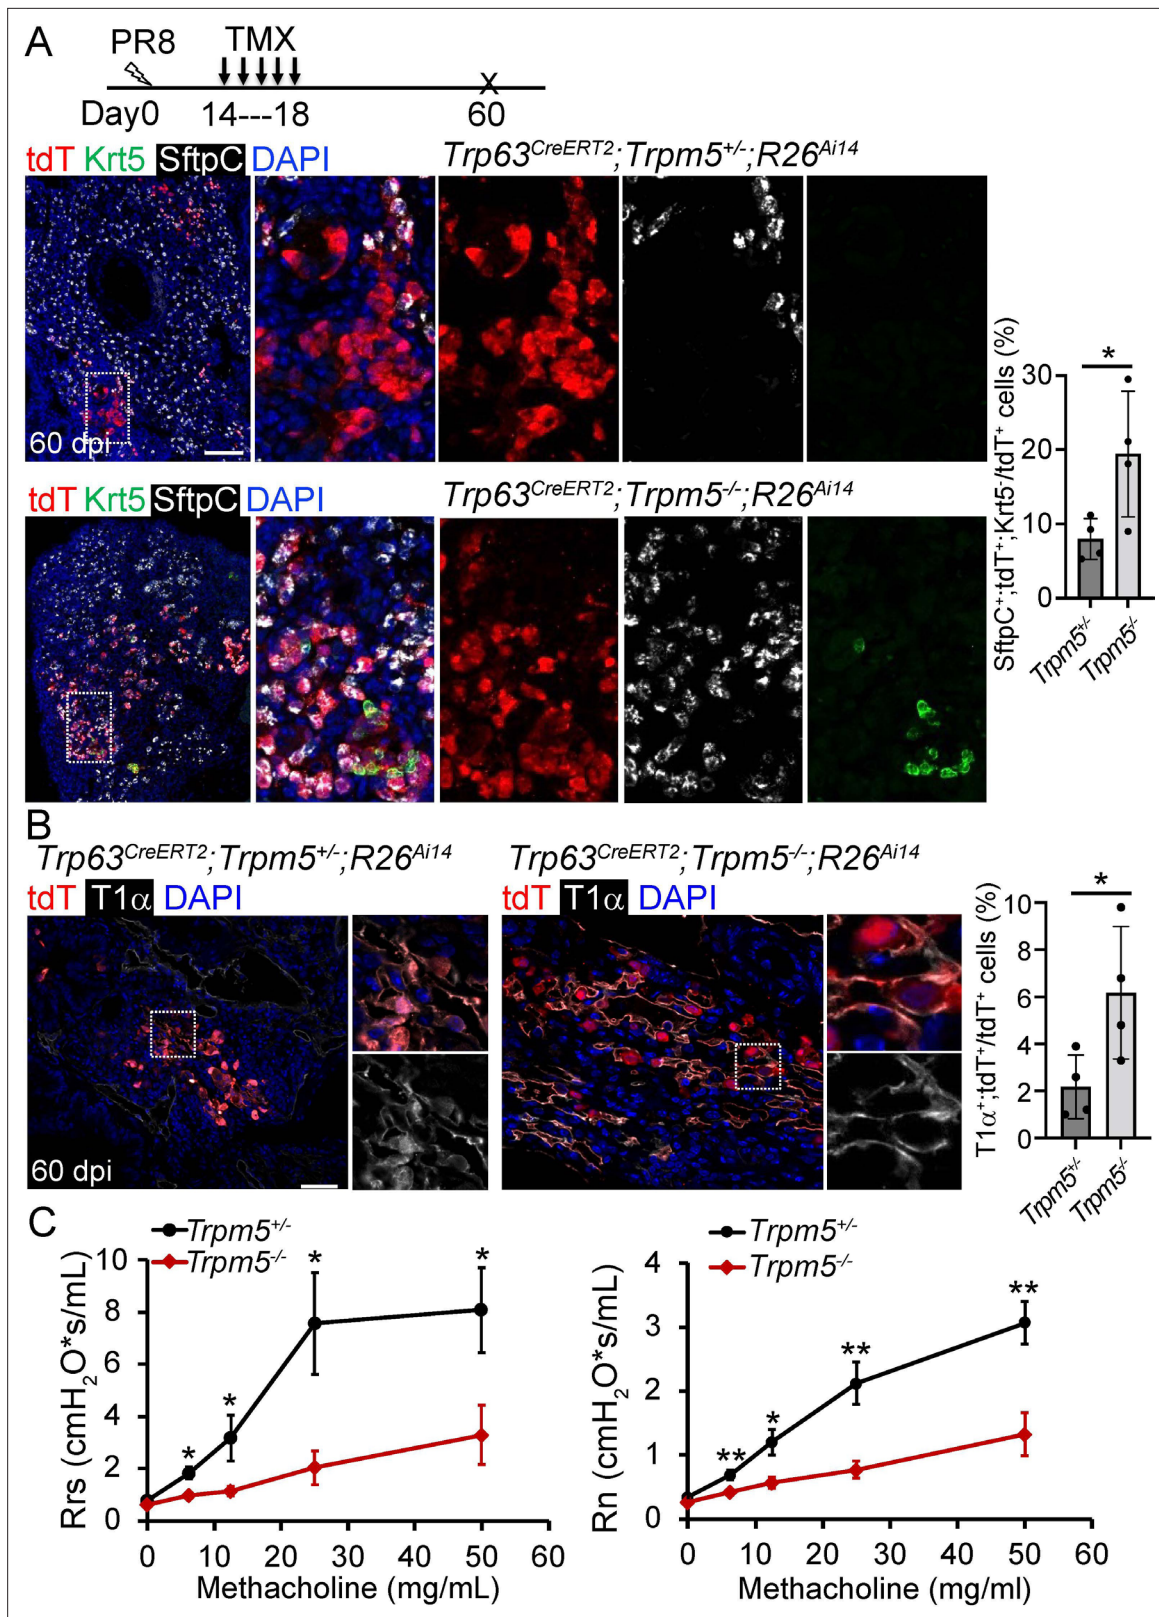 A
PR8 TMX
Day0 14---18 60
X
tdT Krt5 SftpC DAPI Trp63CreERT2;Trpm5+/-;R26Ai14
60 dpi
SftpC+;tdT+;Krt5-/tdT+ cells (%)
30
20
10
0
*
Trpm5+/-
Trpm5-/-
tdT Krt5 SftpC DAPI Trp63CreERT2;Trpm5-/-;R26Ai14
B
Trp63CreERT2;Trpm5+/-;R26Ai14 Trp63CreERT2;Trpm5-/-;R26Ai14
tdT T1α DAPI tdT T1α DAPI
60 dpi
T1α+;tdT+/tdT+ cells (%)
10
8
6
4
2
0
*
Trpm5+/-
Trpm5-/-
C
Trpm5+/-
Trpm5-/-
Rrs (cmH2O*s/mL)
10
8
6
4
2
0
* * * *
0 10 20 30 40 50 60
Methacholine (mg/mL)
Trpm5+/-
Trpm5-/-
Rn (cmH2O*s/mL)
4
3
2
1
0
** * ** **
0 10 20 30 40 50 60
Methacholine (mg/ml)